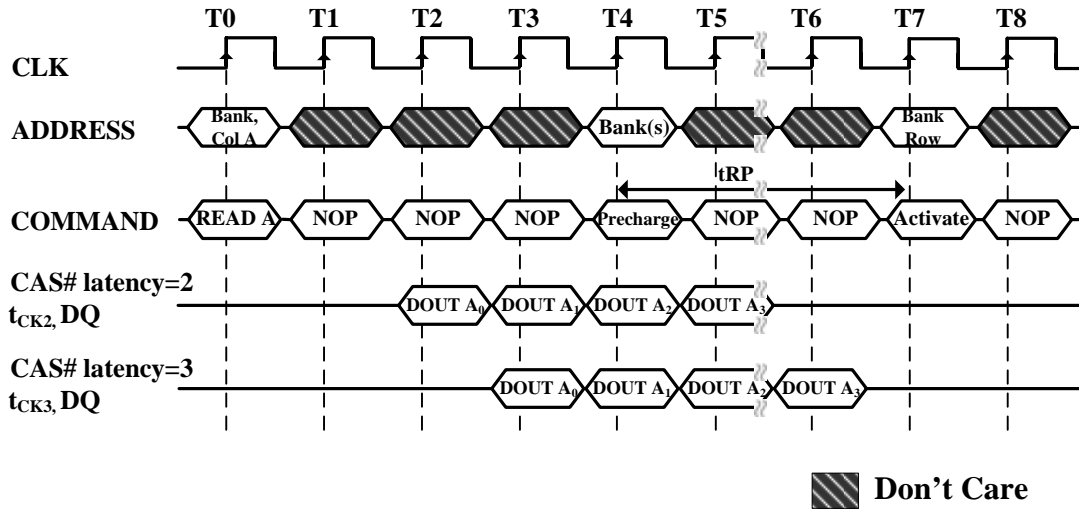 T0 T1 T2 T3 T4 T5 T6 T7 T8
CLK
ADDRESS
Bank,
Col A
Bank(s)
Bank
Row
tRP
COMMAND
READ A NOP NOP NOP Precharge NOP NOP Activate NOP
CAS# latency=2
tCK2, DQ
DOUT A0 DOUT A1 DOUT A2 DOUT A3
CAS# latency=3
tCK3, DQ
DOUT A0 DOUT A1 DOUT A2 DOUT A3
Don't Care